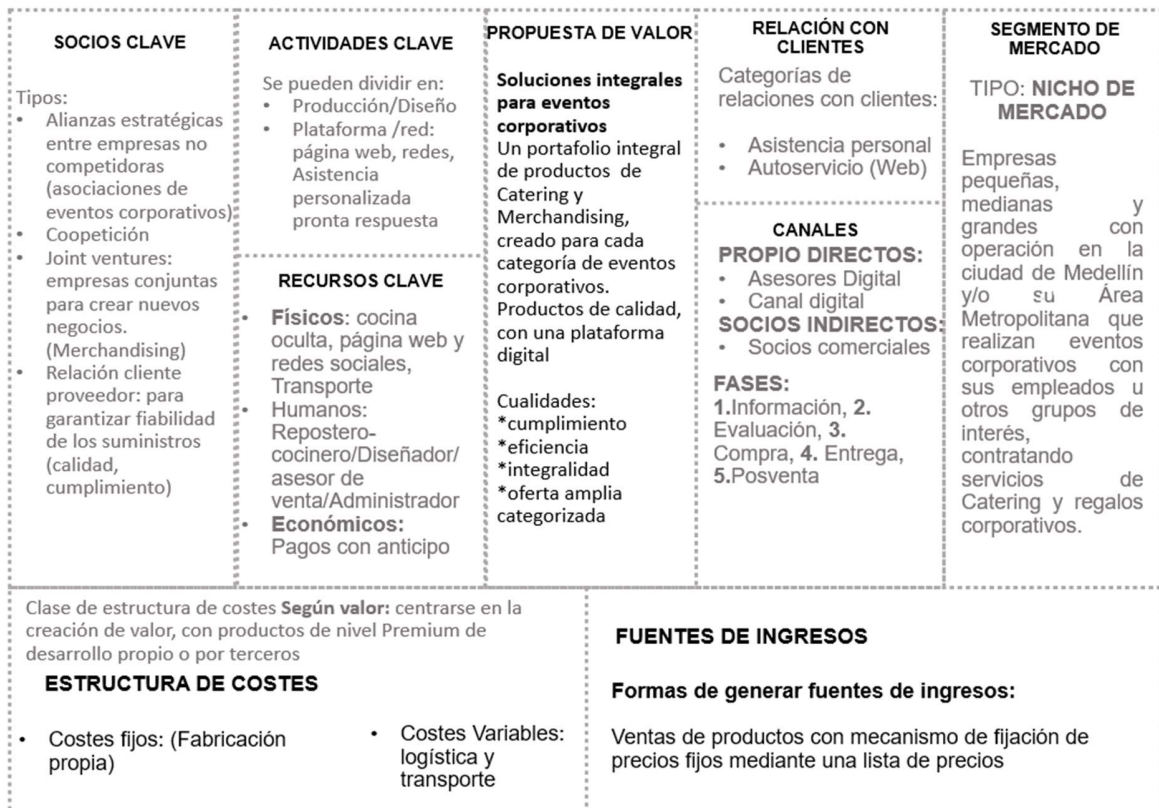 SOCIOS CLAVE
Tipos:
• Alianzas estratégicas
entre empresas no
competidoras
(asociaciones de
eventos corporativos)
• Coopetición
• Joint ventures:
empresas conjuntas
para crear nuevos
negocios.
(Merchandising)
• Relación cliente
proveedor: para
garantizar fiabilidad
de los suministros
(calidad,
cumplimiento)
ACTIVIDADES CLAVE
Se pueden dividir en:
• Producción/Diseño
• Plataforma /red:
página web, redes,
Asistencia
personalizada
pronta respuesta
RECURSOS CLAVE
• Físicos: cocina
oculta, página web y
redes sociales,
Transporte
• Humanos:
Repostero-
cocinero/Diseñador/
asesor de
venta/Administrador
• Económicos:
Pagos con anticipo
PROPUESTA DE VALOR
Soluciones integrales
para eventos
corporativos
Un portafolio integral
de productos de
Catering y
Merchandising,
creado para cada
categoría de eventos
corporativos.
Productos de calidad,
con una plataforma
digital
Cualidades:
*cumplimiento
*eficiencia
*integralidad
*oferta amplia
categorizada
RELACIÓN CON
CLIENTES
Categorías de
relaciones con clientes:
• Asistencia personal
• Autoservicio (Web)
CANALES
PROPIO DIRECTOS:
• Asesores Digital
• Canal digital
SOCIOS INDIRECTOS:
• Socios comerciales
FASES:
1.Información, 2.
Evaluación, 3.
Compra, 4. Entrega,
5.Posventa
SEGMENTO DE
MERCADO
TIPO: NICHO DE
MERCADO
Empresas
pequeñas,
medianas y
grandes con
operación en la
ciudad de Medellín
y/o su Área
Metropolitana que
realizan eventos
corporativos con
sus empleados u
otros grupos de
interés,
contratando
servicios de
Catering y regalos
corporativos.
Clase de estructura de costes Según valor: centrarse en la
creación de valor, con productos de nivel Premium de
desarrollo propio o por terceros
ESTRUCTURA DE COSTES
• Costes fijos: (Fabricación
propia)
• Costes Variables:
logística y
transporte
FUENTES DE INGRESOS
Formas de generar fuentes de ingresos:
Ventas de productos con mecanismo de fijación de
precios fijos mediante una lista de precios